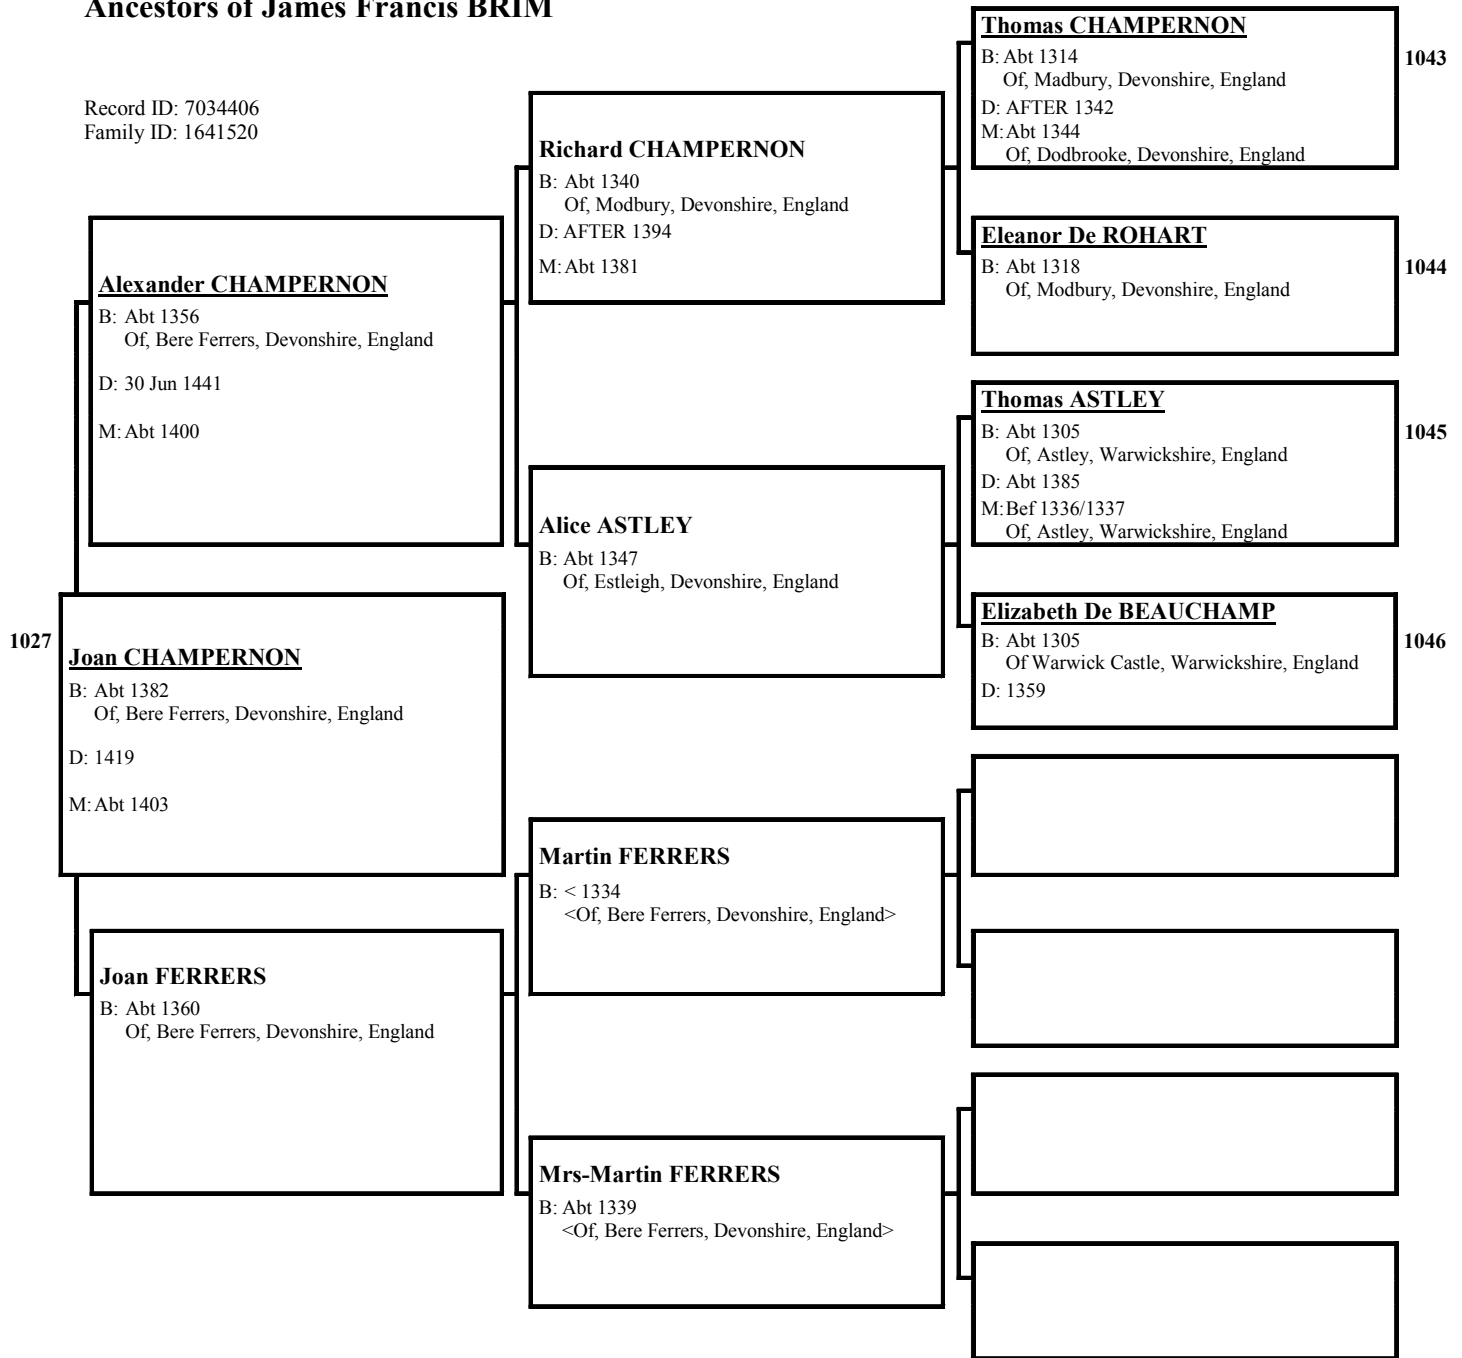 Ancestors of James Francis BRIM
Record ID: 7034406
Family ID: 1641520
Thomas CHAMPERNON
B: Abt 1314
Of, Madbury, Devonshire, England
D: AFTER 1342
M: Abt 1344
Of, Dodbrooke, Devonshire, England
1043
Richard CHAMPERNON
B: Abt 1340
Of, Modbury, Devonshire, England
D: AFTER 1394
M: Abt 1381
Eleanor De ROHART
B: Abt 1318
Of, Modbury, Devonshire, England
1044
Alexander CHAMPERNON
B: Abt 1356
Of, Bere Ferrers, Devonshire, England
D: 30 Jun 1441
M: Abt 1400
Thomas ASTLEY
B: Abt 1305
Of, Astley, Warwickshire, England
D: Abt 1385
M: Bef 1336/1337
Of, Astley, Warwickshire, England
1045
Alice ASTLEY
B: Abt 1347
Of, Estleigh, Devonshire, England
Elizabeth De BEAUCHAMP
B: Abt 1305
Of Warwick Castle, Warwickshire, England
D: 1359
1046
1027
Joan CHAMPERNON
B: Abt 1382
Of, Bere Ferrers, Devonshire, England
D: 1419
M: Abt 1403
Martin FERRERS
B: < 1334
<Of, Bere Ferrers, Devonshire, England>
Joan FERRERS
B: Abt 1360
Of, Bere Ferrers, Devonshire, England
Mrs-Martin FERRERS
B: Abt 1339
<Of, Bere Ferrers, Devonshire, England>